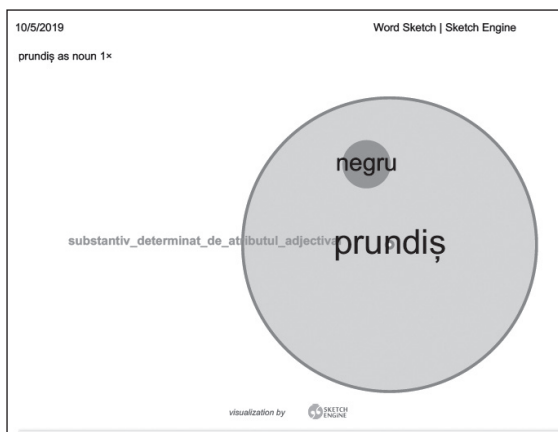 10/5/2019 Word Sketch | Sketch Engine
prundiș as noun 1×
negru
substantiv_determinat_de_atributul_adjectival
prundiș
visualization by SKETCH ENGINE